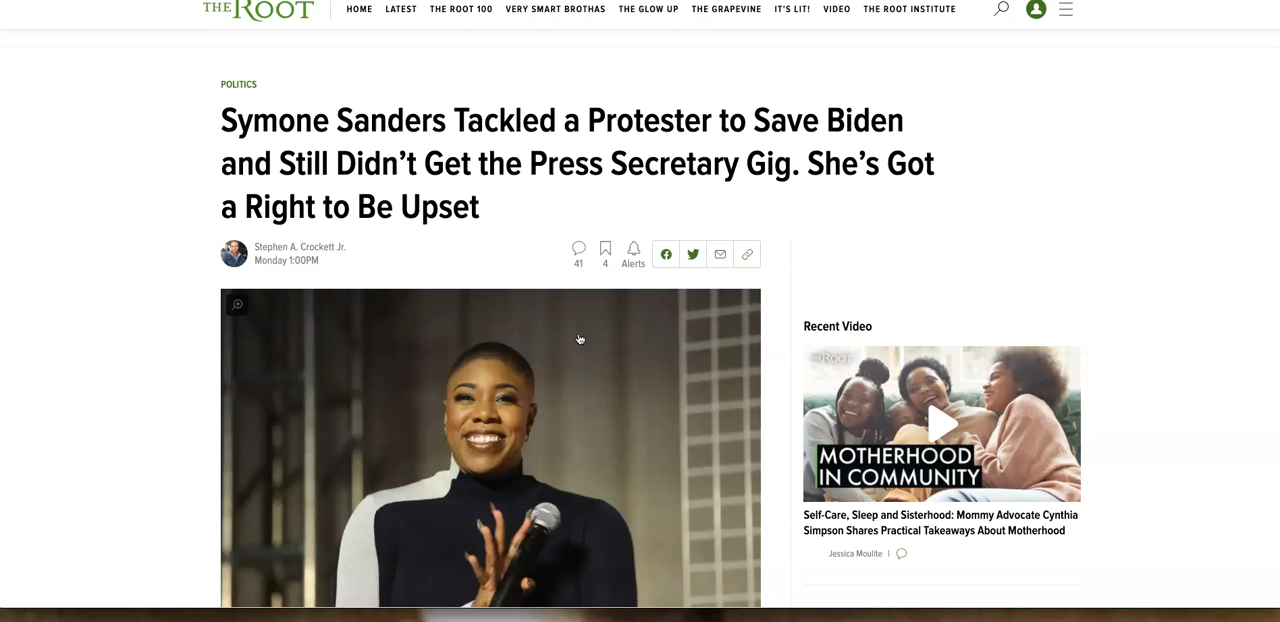 THE ROOT
HOME LATEST THE ROOT 100 VERY SMART BROTHAS THE GLOW UP THE GRAPEVINE IT'S LIT! VIDEO THE ROOT INSTITUTE
POLITICS
Symone Sanders Tackled a Protester to Save Biden
and Still Didn't Get the Press Secretary Gig. She's Got
a Right to Be Upset
Stephen A. Crockett Jr.
Monday 1:00PM
41
4
Alerts
Recent Video
THE ROOT
MOTHERHOOD
IN COMMUNITY
Self-Care, Sleep and Sisterhood: Mommy Advocate Cynthia
Simpson Shares Practical Takeaways About Motherhood
Jessica Moulite |